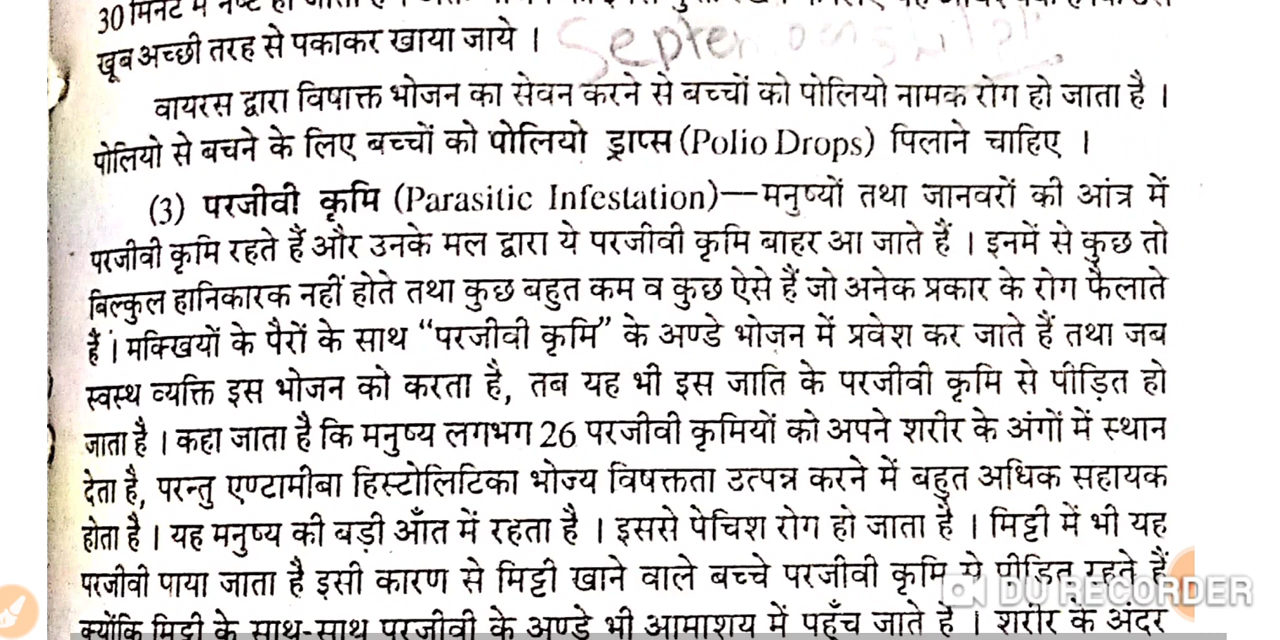 30 मिनट में नष्ट हो जाता है
खूब अच्छी तरह से पकाकर खाया जाये ।
वायरस द्वारा विषाक्त भोजन का सेवन करने से बच्चों को पोलियो नामक रोग हो जाता है ।
पोलियो से बचने के लिए बच्चों को पोलियो ड्राप्स (Polio Drops) पिलाने चाहिए ।
(3) परजीवी कृमि (Parasitic Infestation)—मनुष्यों तथा जानवरों की आंत्र में
परजीवी कृमि रहते हैं और उनके मल द्वारा ये परजीवी कृमि बाहर आ जाते हैं । इनमें से कुछ तो
बिल्कुल हानिकारक नहीं होते तथा कुछ बहुत कम व कुछ ऐसे हैं जो अनेक प्रकार के रोग फैलाते
हैं । मक्खियों के पैरों के साथ “परजीवी कृमि” के अण्डे भोजन में प्रवेश कर जाते हैं तथा जब
स्वस्थ व्यक्ति इस भोजन को करता है, तब यह भी इस जाति के परजीवी कृमि से पीड़ित हो
जाता है । कहा जाता है कि मनुष्य लगभग 26 परजीवी कृमियों को अपने शरीर के अंगों में स्थान
देता है, परन्तु एण्टामीबा हिस्टोलिटिका भोज्य विषक्तता उत्पन्न करने में बहुत अधिक सहायक
होता है । यह मनुष्य की बड़ी आँत में रहता है । इससे पेचिश रोग हो जाता है । मिट्टी में भी यह
परजीवी पाया जाता है इसी कारण से मिट्टी खाने वाले बच्चे परजीवी कृमि से पीड़ित रहते हैं
DU RECORDER
क्योंकि मिट्टी के साथ-साथ परजीवी के अण्डे भी आमाशय में पहुँच जाते हैं । शरीर के अंदर